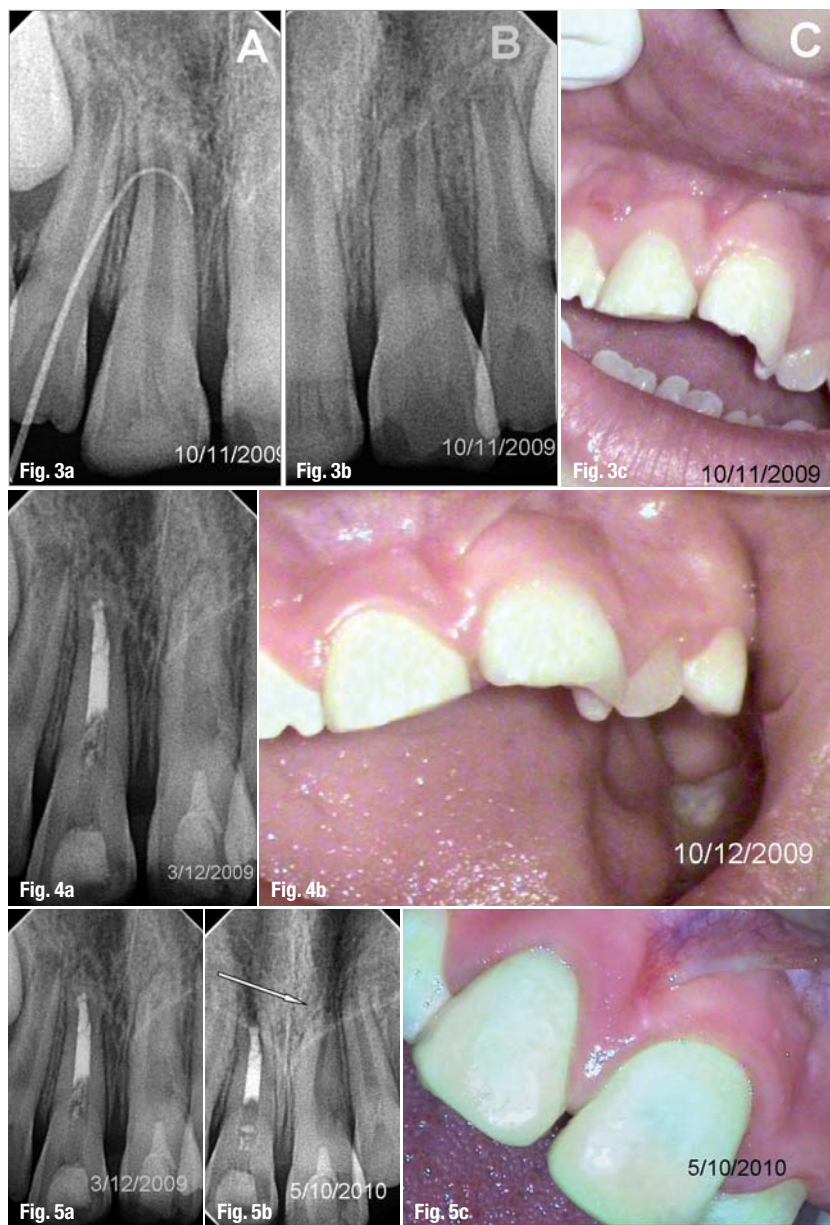 A
10/11/2009
Fig. 3a
B
10/11/2009
Fig. 3b
C
10/11/2009
Fig. 3c
3/12/2009
Fig. 4a
10/12/2009
Fig. 4b
3/12/2009
Fig. 5a
5/10/2010
Fig. 5b
5/10/2010
Fig. 5c